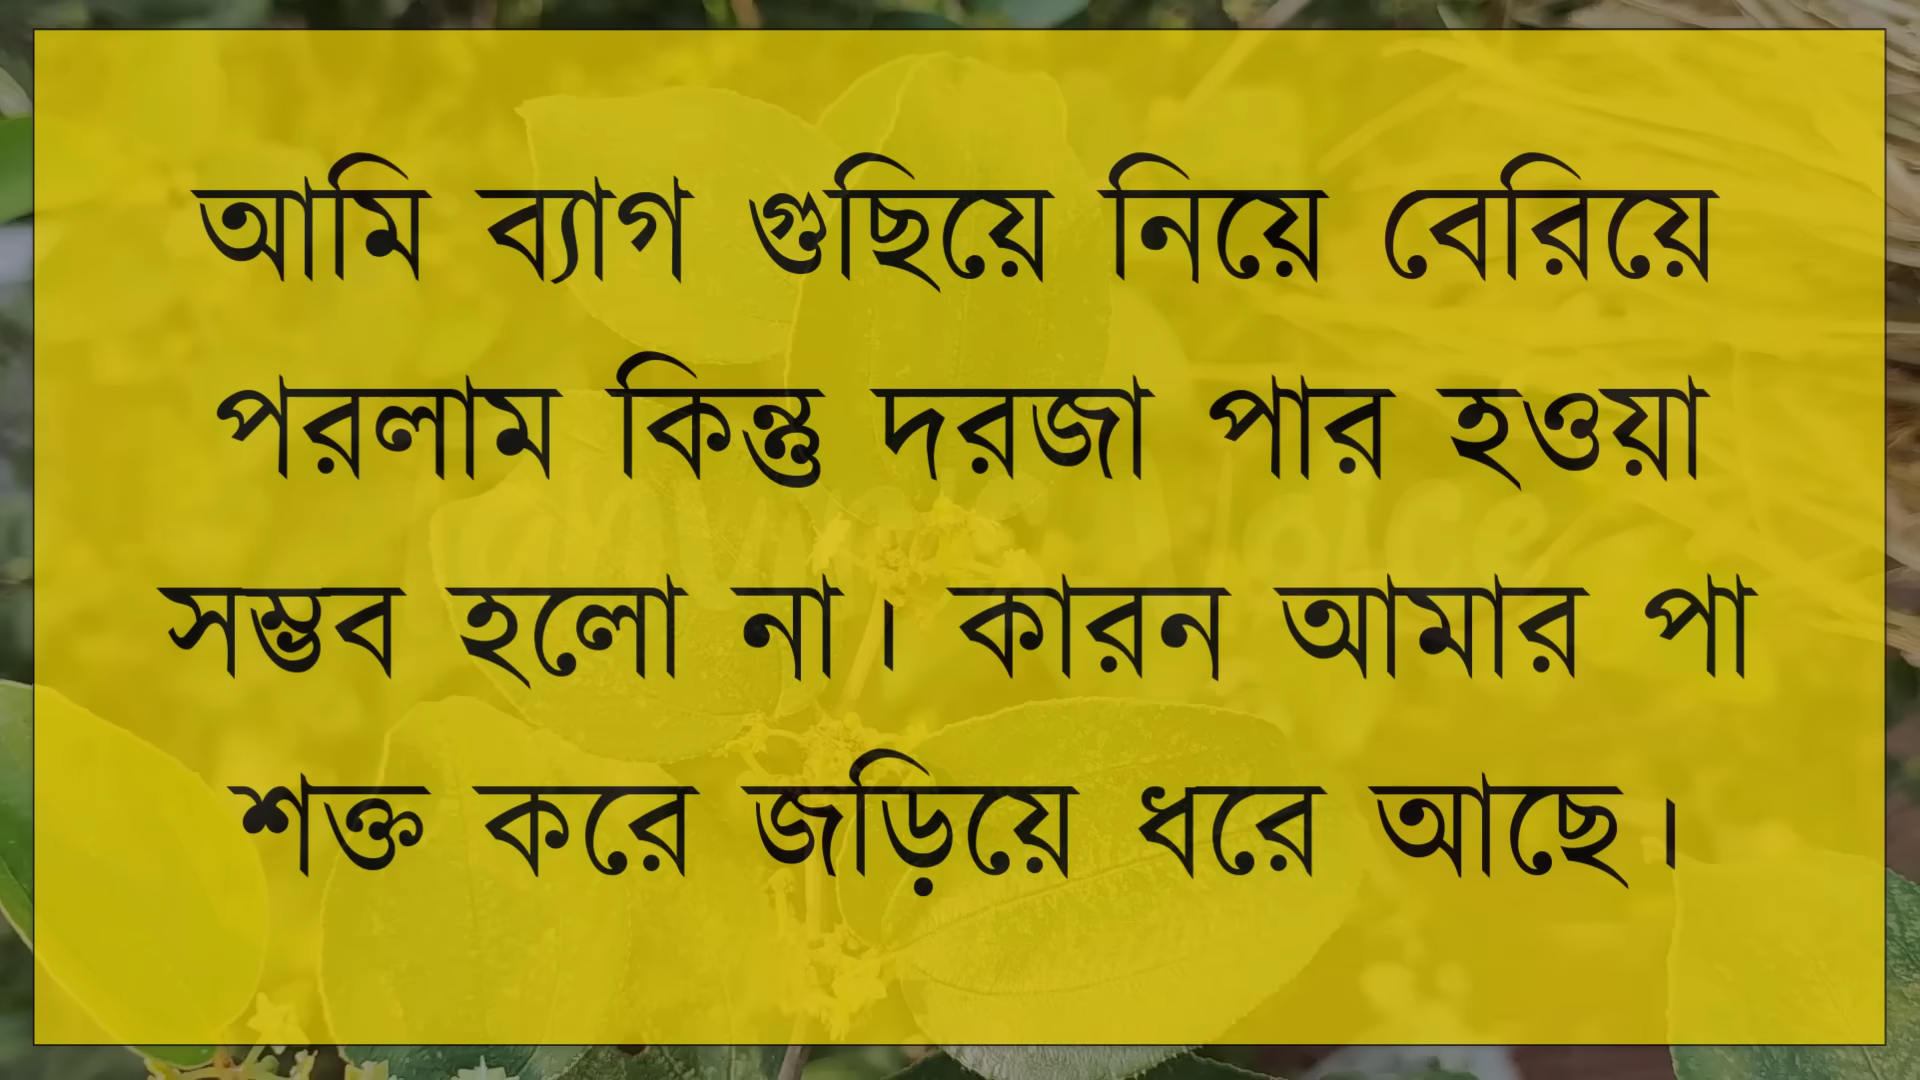 আমি ব্যাগ গুছিয়ে নিয়ে বেরিয়ে
পরলাম কিন্তু দরজা পার হওয়া
সম্ভব হলো না। কারন আমার পা
শক্ত করে জড়িয়ে ধরে আছে।